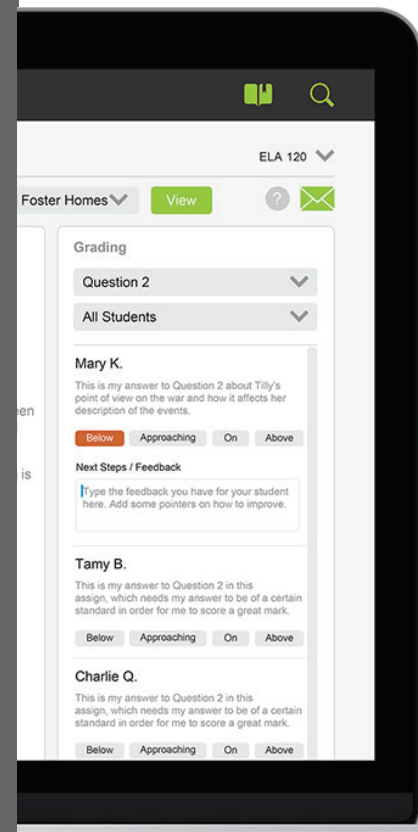 ELA 120
Foster Homes
View
?
Grading
Question 2
All Students
Mary K.
This is my answer to Question 2 about Tilly's
point of view on the war and how it affects her
description of the events.
Below Approaching On Above
Next Steps / Feedback
Type the feedback you have for your student
here. Add some pointers on how to improve.
een
is
Tamy B.
This is my answer to Question 2 in this
assign, which needs my answer to be of a certain
standard in order for me to score a great mark.
Below Approaching On Above
Charlie Q.
This is my answer to Question 2 in this
assign, which needs my answer to be of a certain
standard in order for me to score a great mark.
Below Approaching On Above